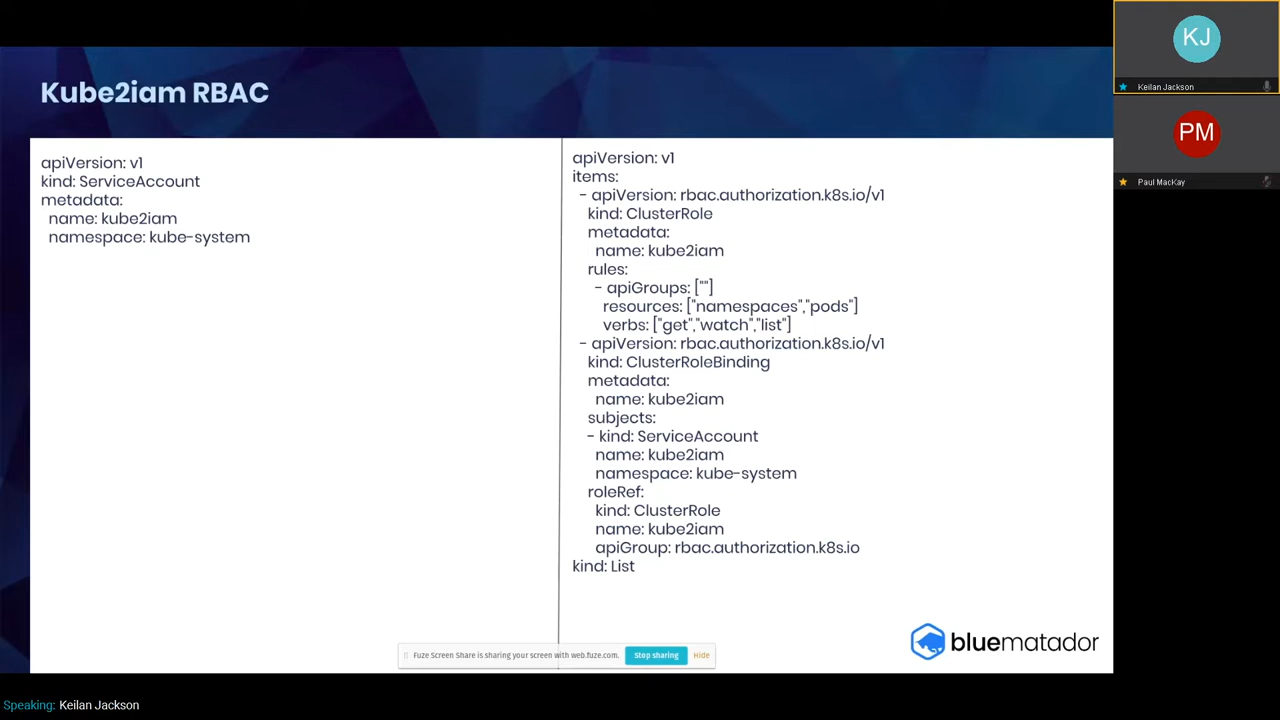 Kube2iam RBAC
apiVersion: v1
kind: ServiceAccount
metadata:
name: kube2iam
namespace: kube-system
apiVersion: v1
items:
- apiVersion: rbac.authorization.k8s.io/v1
kind: ClusterRole
metadata:
name: kube2iam
rules:
- apiGroups: [""]
resources: ["namespaces","pods"]
verbs: ["get","watch","list"]
- apiVersion: rbac.authorization.k8s.io/v1
kind: ClusterRoleBinding
metadata:
name: kube2iam
subjects:
- kind: ServiceAccount
name: kube2iam
namespace: kube-system
roleRef:
kind: ClusterRole
name: kube2iam
apiGroup: rbac.authorization.k8s.io
kind: List
bluematador
Fuze Screen Share is sharing your screen with web.fuze.com.
Stop sharing
Hide
KJ
Keilan Jackson
PM
Paul MacKay
Speaking: Keilan Jackson